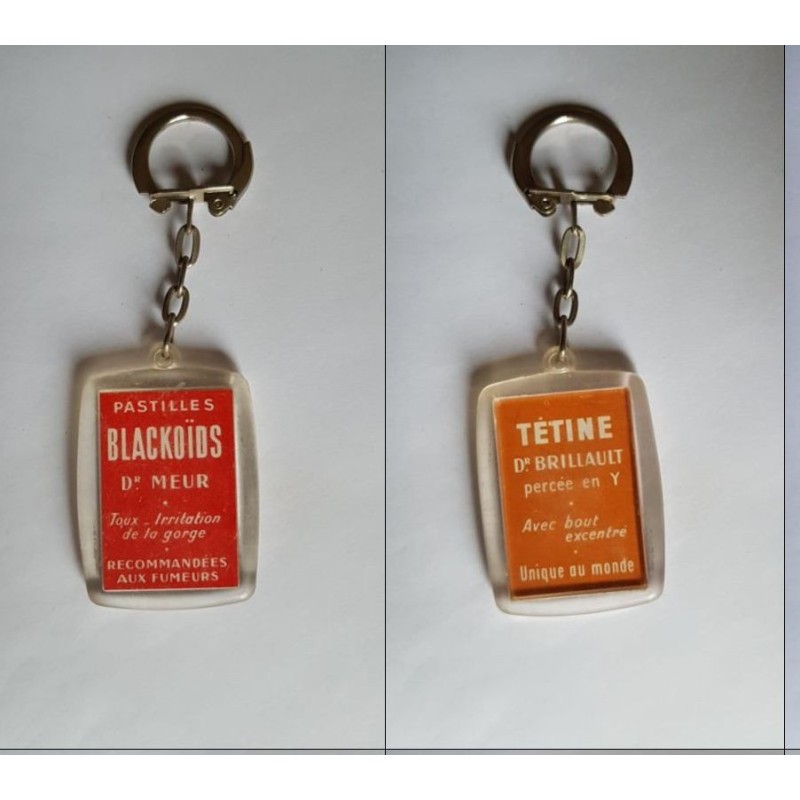 PASTILLES
BLACKOÏDS
DR MEUR
Toux - Irritation
de la gorge
RECOMMANDÉES
AUX FUMEURS
TÉTINE
DR BRILLAULT
percée en Y
Avec bout
excentré
Unique au monde